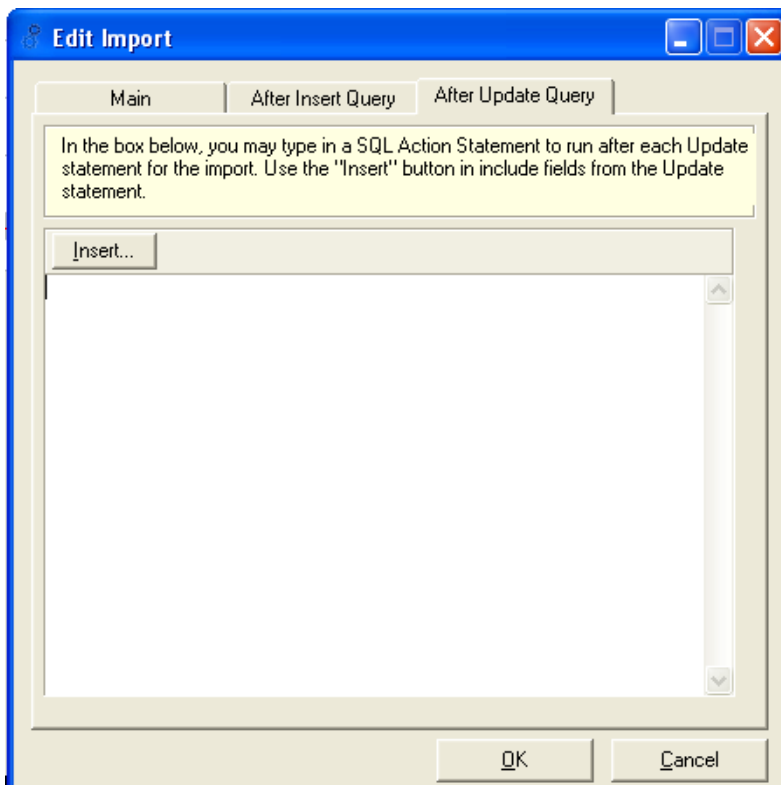 Edit Import
Main
After Insert Query
After Update Query
In the box below, you may type in a SQL Action Statement to run after each Update
statement for the import. Use the "Insert" button in include fields from the Update
statement.
Insert...
OK
Cancel